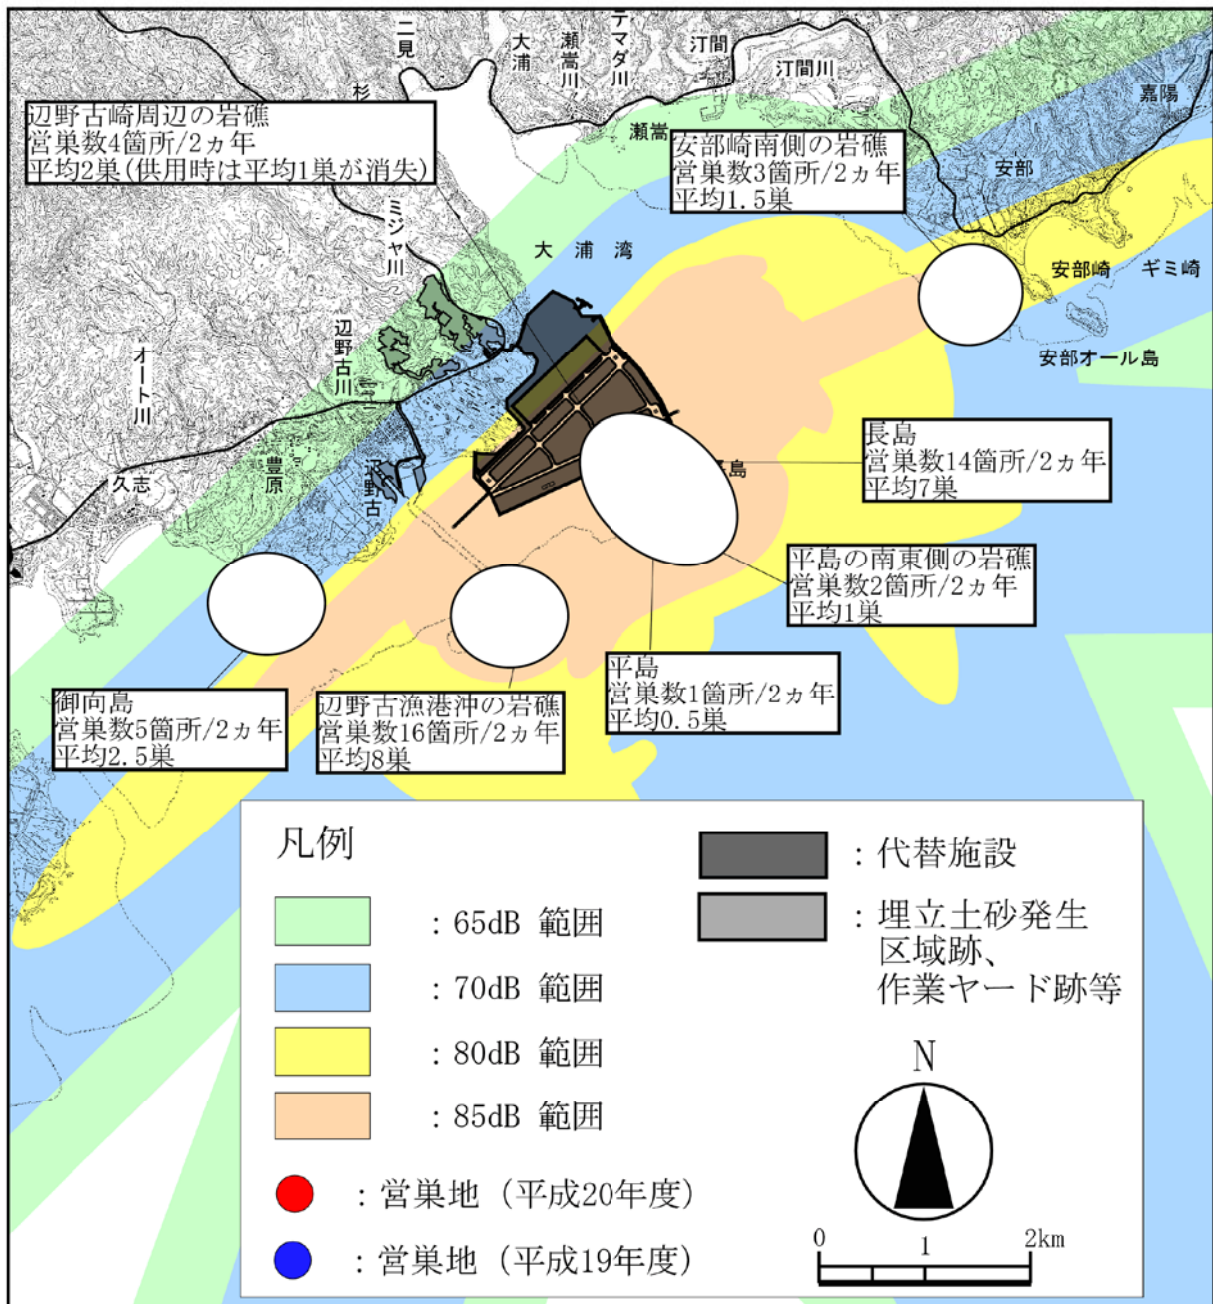 二見
大浦
瀬嵩川
テマダ川
汀間
汀間川
嘉陽
杉
辺野古崎周辺の岩礁
営巣数4箇所/2ヵ年
平均2巣(供用時は平均1巣が消失)
瀬嵩
安部崎南側の岩礁
営巣数3箇所/2ヵ年
平均1.5巣
安部
ミジャ川
大浦湾
安部崎
ギミ崎
安部オール島
辺野古川
オート川
豊原
辺野古
久志
島
長島
営巣数14箇所/2ヵ年
平均7巣
平島の南東側の岩礁
営巣数2箇所/2ヵ年
平均1巣
平島
営巣数1箇所/2ヵ年
平均0.5巣
御向島
営巣数5箇所/2ヵ年
平均2.5巣
辺野古漁港沖の岩礁
営巣数16箇所/2ヵ年
平均8巣
凡例
:65dB 範囲
:70dB 範囲
:80dB 範囲
:85dB 範囲
:営巣地 (平成20年度)
:営巣地 (平成19年度)
:代替施設
:埋立土砂発生
区域跡、
作業ヤード跡等
N
0 1 2km